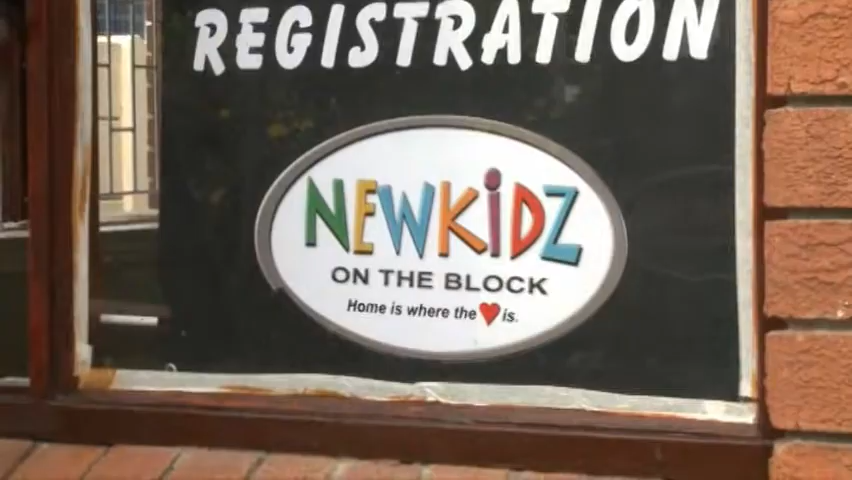 REGISTRATION
NEWKiDZ
ON THE BLOCK
Home is where the ❤ is.